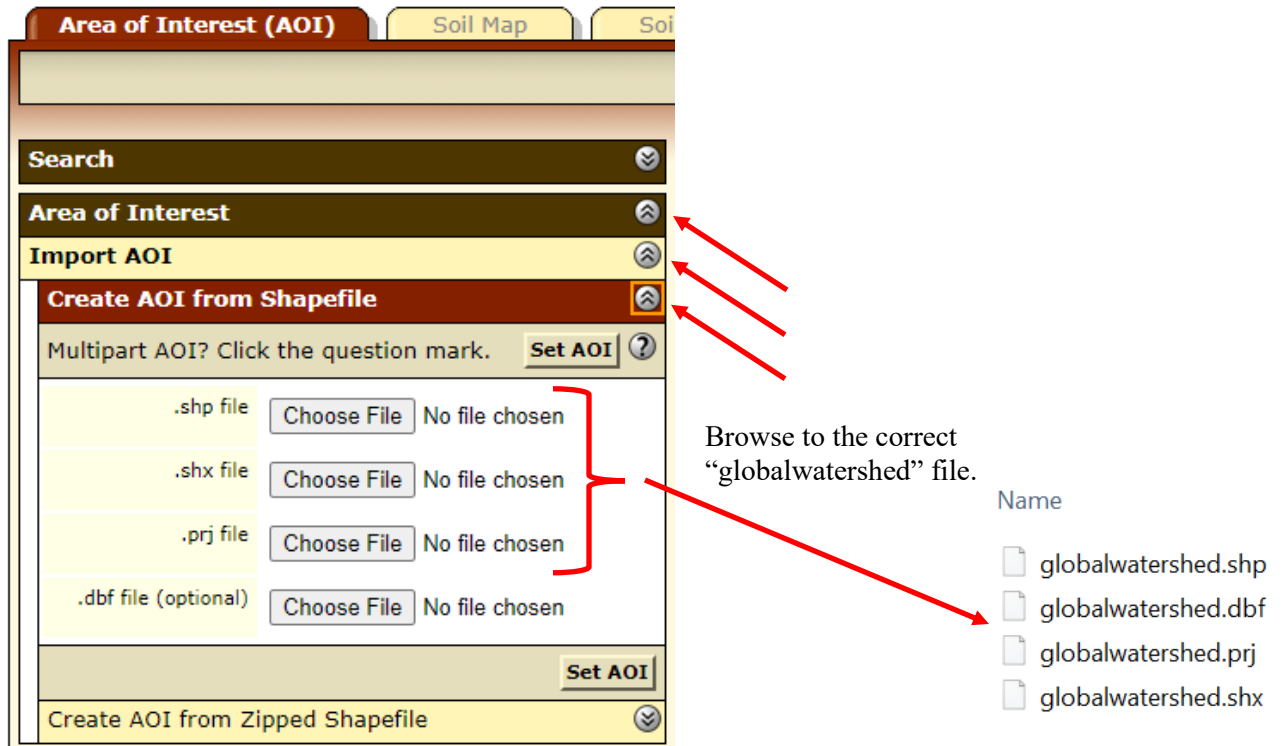 Area of Interest (AOI) Soil Map Soi
Search
Area of Interest
Import AOI
Create AOI from Shapefile
Multipart AOI? Click the question mark. Set AOI ?
.shp file Choose File No file chosen
.shx file Choose File No file chosen
.prj file Choose File No file chosen
.dbf file (optional) Choose File No file chosen
Set AOI
Create AOI from Zipped Shapefile
Browse to the correct
“globalwatershed” file.
Name
globalwatershed.shp
globalwatershed.dbf
globalwatershed.prj
globalwatershed.shx